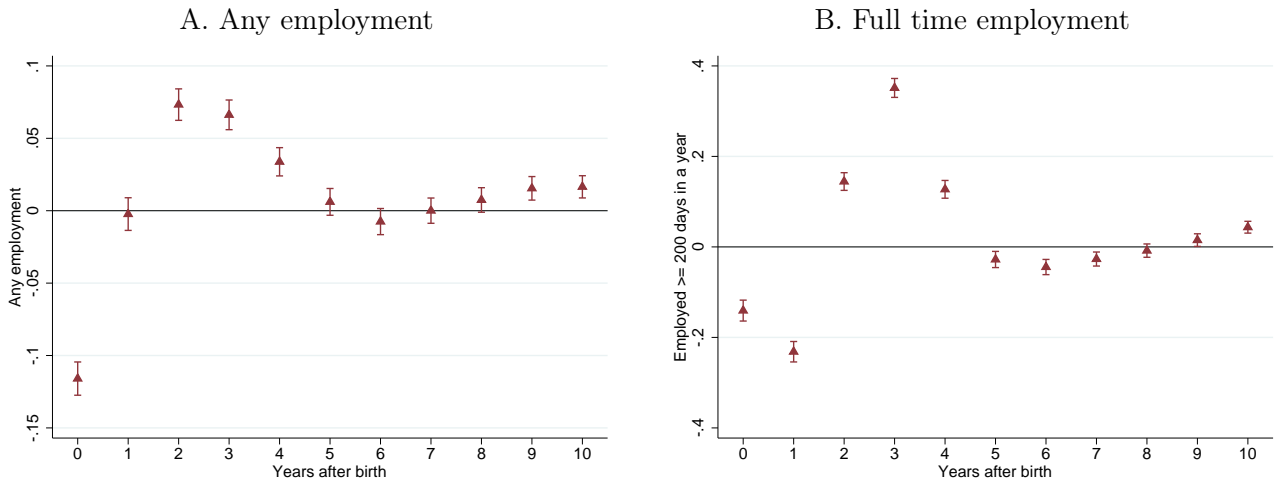 A. Any employment
.1
.05
0
-.05
-.1
-.15
Any employment
0 1 2 3 4 5 6 7 8 9 10
Years after birth
B. Full time employment
.4
.2
0
-.2
-.4
Employed >= 200 days in a year
0 1 2 3 4 5 6 7 8 9 10
Years after birth